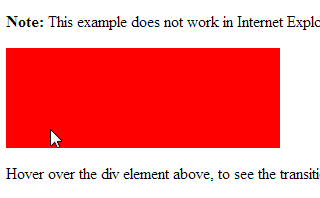 Note: This example does not work in Internet Explo
Hover over the div element above, to see the transiti